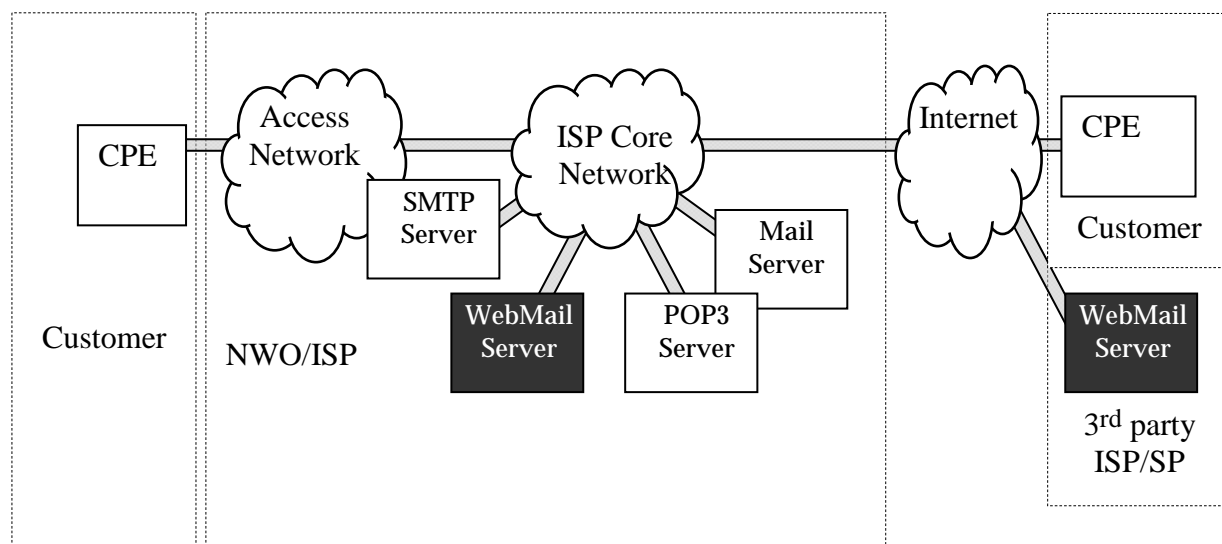 CPE
Access
Network
ISP Core
Network
Internet
CPE
SMTP
Server
Mail
Server
Customer
WebMail
Server
POP3
Server
WebMail
Server
Customer
NWO/ISP
3rd party
ISP/SP